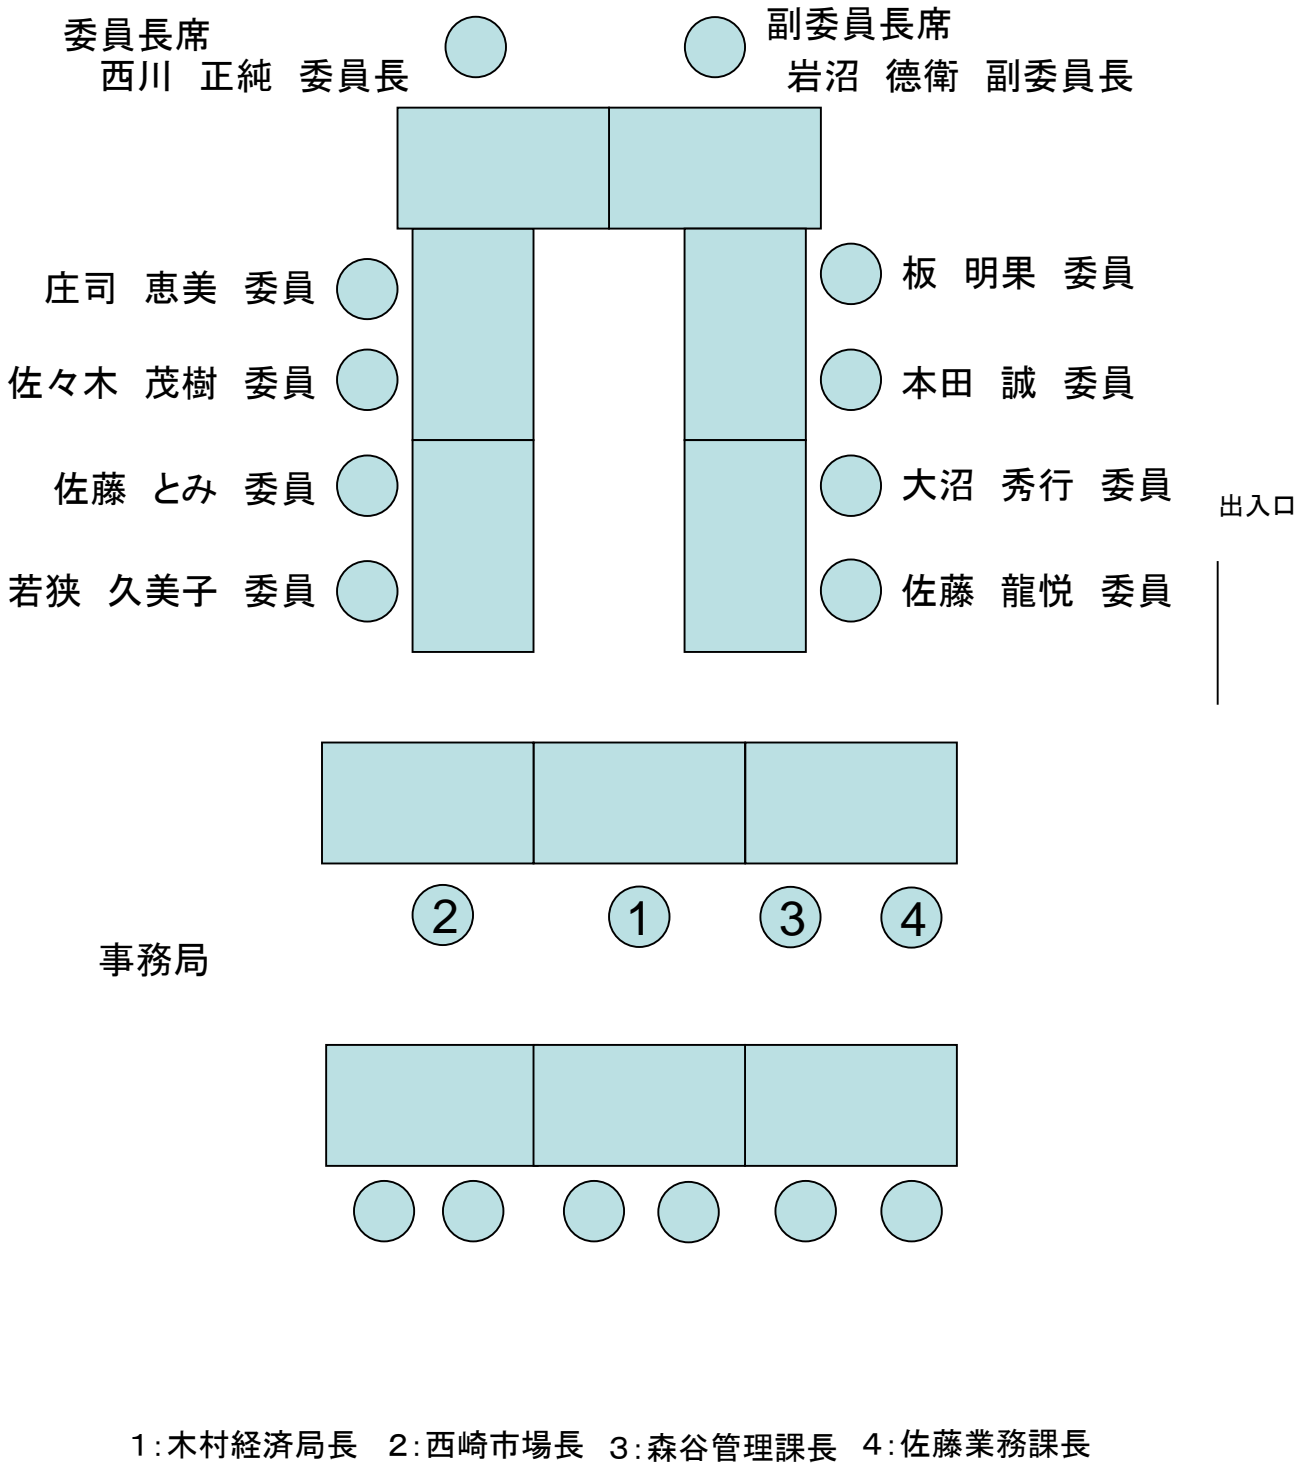 委員長席
西川　正純　委員長
副委員長席
岩沼　德衛　副委員長
庄司　恵美　委員
佐々木　茂樹　委員
佐藤　とみ　委員
若狭　久美子　委員
板　明果　委員
本田　誠　委員
大沼　秀行　委員
佐藤　龍悦　委員
出入口
2　1　3　4
事務局
1：木村経済局長　2：西崎市場長　3：森谷管理課長　4：佐藤業務課長